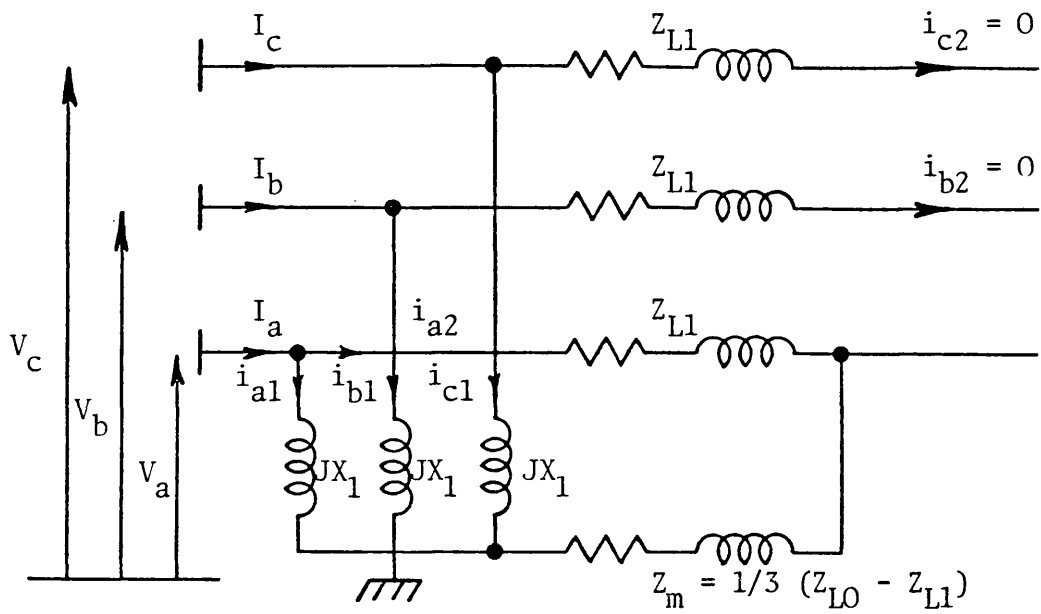 I_c
Z_L1
i_c2 = 0
I_b
Z_L1
i_b2 = 0
I_a
i_a2
Z_L1
V_c
i_a1
i_b1
i_c1
V_b
V_a
JX_1
JX_1
JX_1
Z_m = 1/3 (Z_LO - Z_L1)